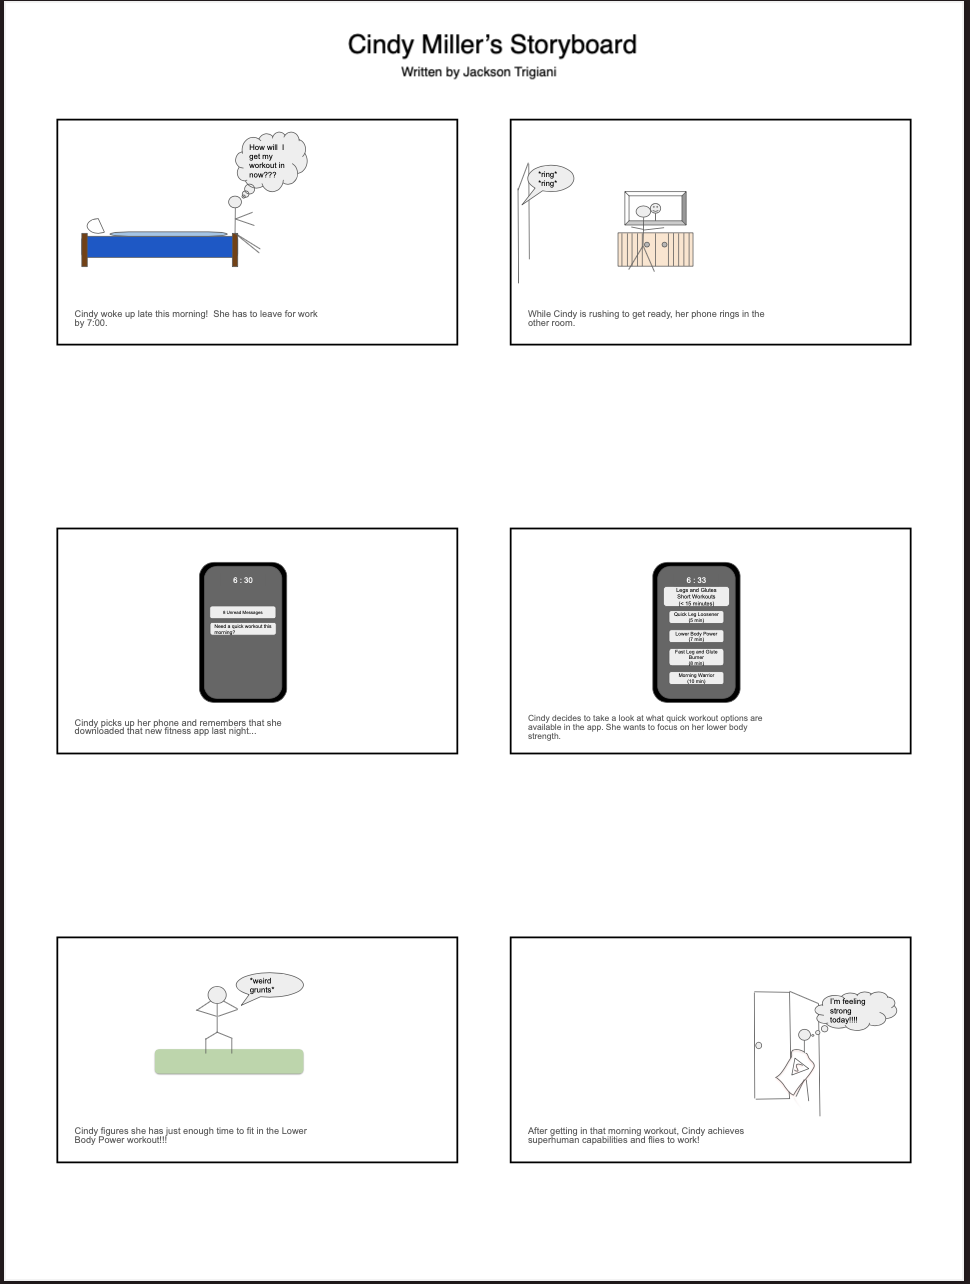 Cindy Miller's Storyboard
Written by Jackson Trigiani
How will I
get my
workout in
now???
Cindy woke up late this morning! She has to leave for work
by 7:00.
*ring*
*ring*
While Cindy is rushing to get ready, her phone rings in the
other room.
6 : 30
8 Unread Messages
Need a quick workout this
morning?
Cindy picks up her phone and remembers that she
downloaded that new fitness app last night...
6 : 33
Legs and Glutes
Short Workouts
(< 15 minutes)
Quick Leg Loosener
(5 min)
Lower Body Power
(7 min)
Fast Leg and Glute
Burner
(8 min)
Morning Warrior
(10 min)
Cindy decides to take a look at what quick workout options are
available in the app. She wants to focus on her lower body
strength.
*weird
grunts*
Cindy figures she has just enough time to fit in the Lower
Body Power workout!!!
I'm feeling
strong
today!!!!
After getting in that morning workout, Cindy achieves
superhuman capabilities and flies to work!